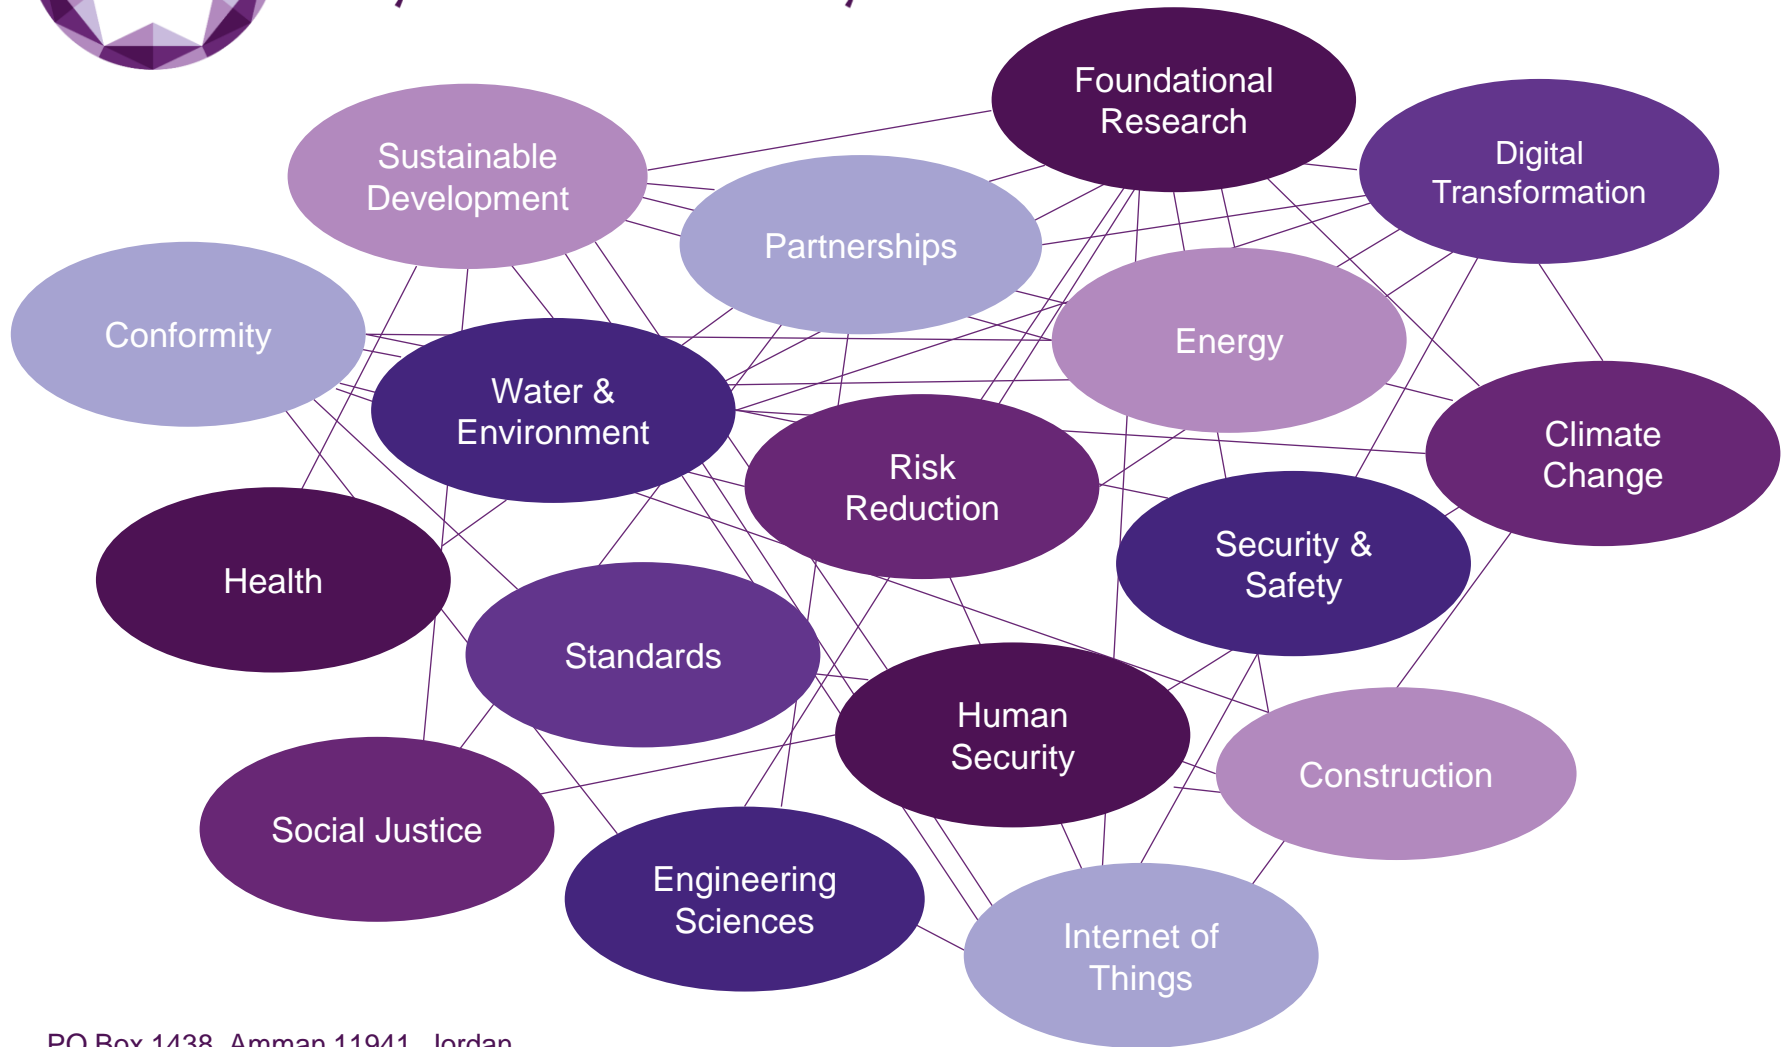 Foundational
Research
Digital
Transformation
Sustainable
Development
Partnerships
Conformity
Energy
Water &
Environment
Climate
Change
Risk
Reduction
Security &
Safety
Health
Standards
Human
Security
Construction
Social Justice
Engineering
Sciences
Internet of
Things
PO Box 1438, Amman 11941, Jordan